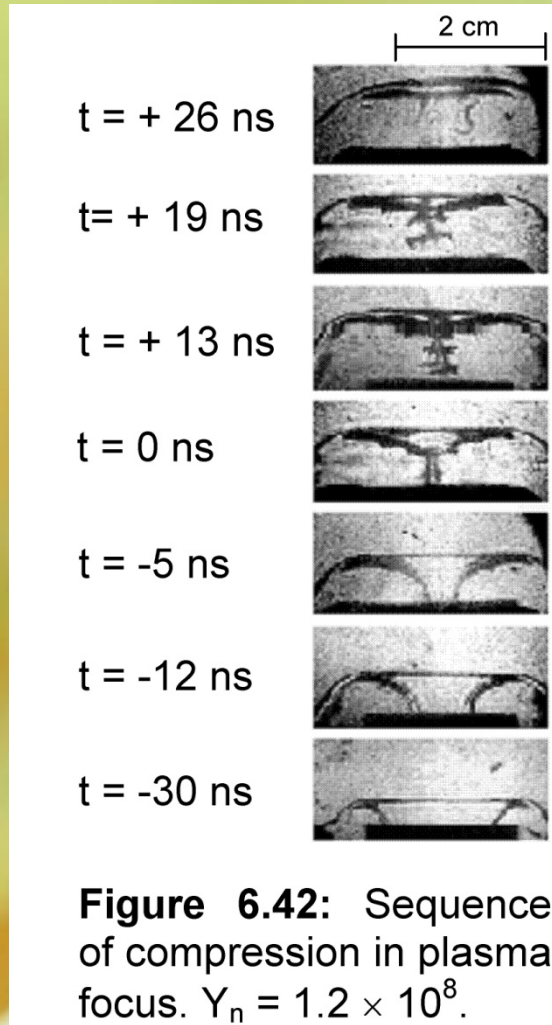 2 cm
t = + 26 ns
t= + 19 ns
t = + 13 ns
t = 0 ns
t = -5 ns
t = -12 ns
t = -30 ns
Figure 6.42: Sequence
of compression in plasma
focus. Yₙ = 1.2 × 10⁸.